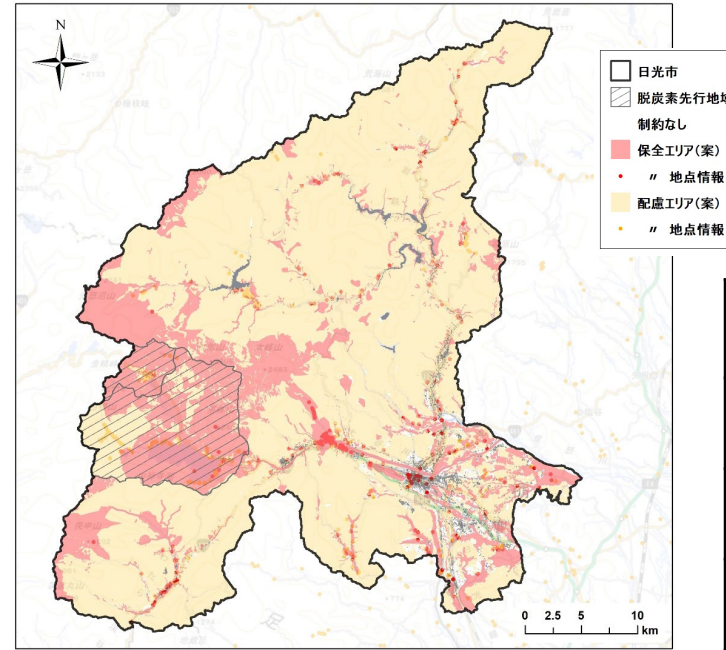 N
日光市
脱炭素先行地域
制約なし
保全エリア(案)
〃 地点情報
配慮エリア(案)
〃 地点情報
0 2.5 5 10
km